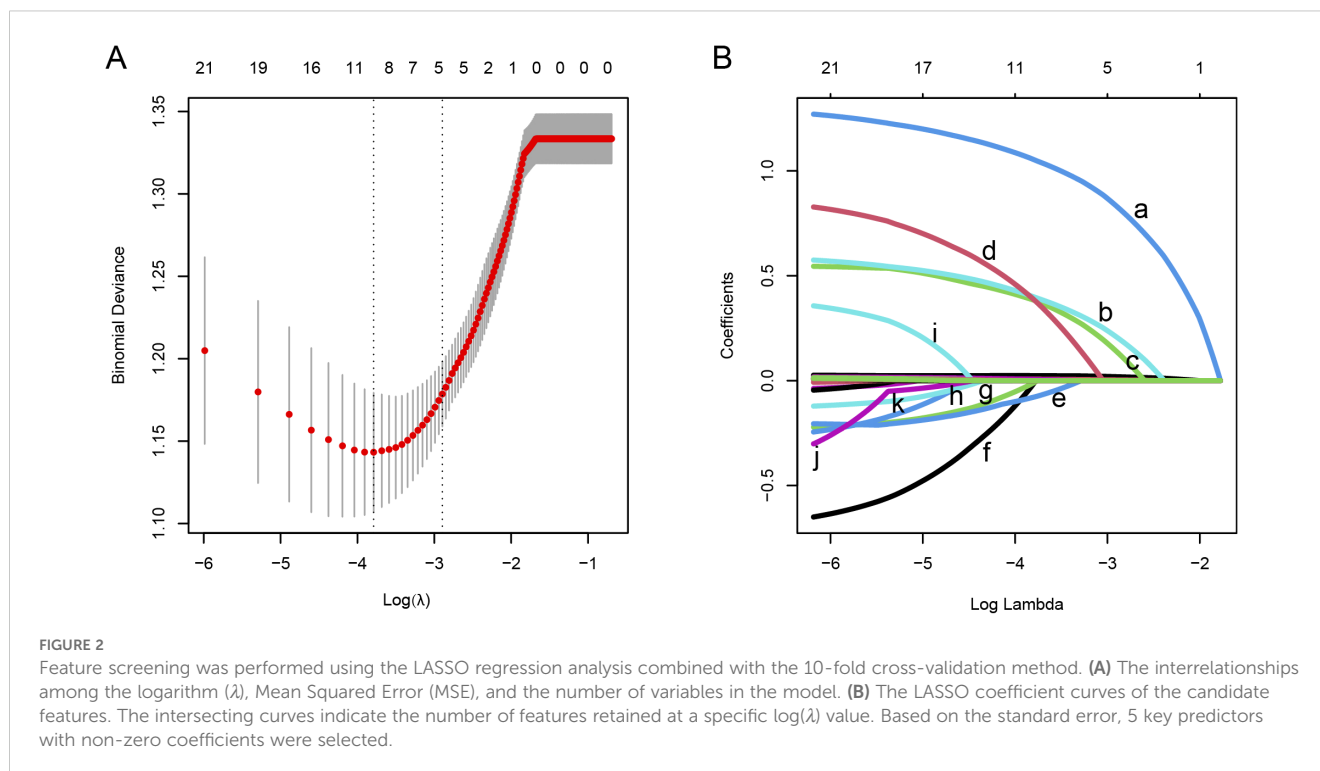 A
21 19 16 11 8 7 5 5 2 1 0 0 0 0
1.35
1.30
1.25
1.20
1.15
1.10
Binomial Deviance
−6 −5 −4 −3 −2 −1
Log(λ)
B
21 17 11 5 1
1.0
0.5
0.0
−0.5
Coefficients
a
d
b
i
c
k h g e
j
f
−6 −5 −4 −3 −2
Log Lambda
FIGURE 2
Feature screening was performed using the LASSO regression analysis combined with the 10-fold cross-validation method. (A) The interrelationships
among the logarithm (λ), Mean Squared Error (MSE), and the number of variables in the model. (B) The LASSO coefficient curves of the candidate
features. The intersecting curves indicate the number of features retained at a specific log(λ) value. Based on the standard error, 5 key predictors
with non-zero coefficients were selected.